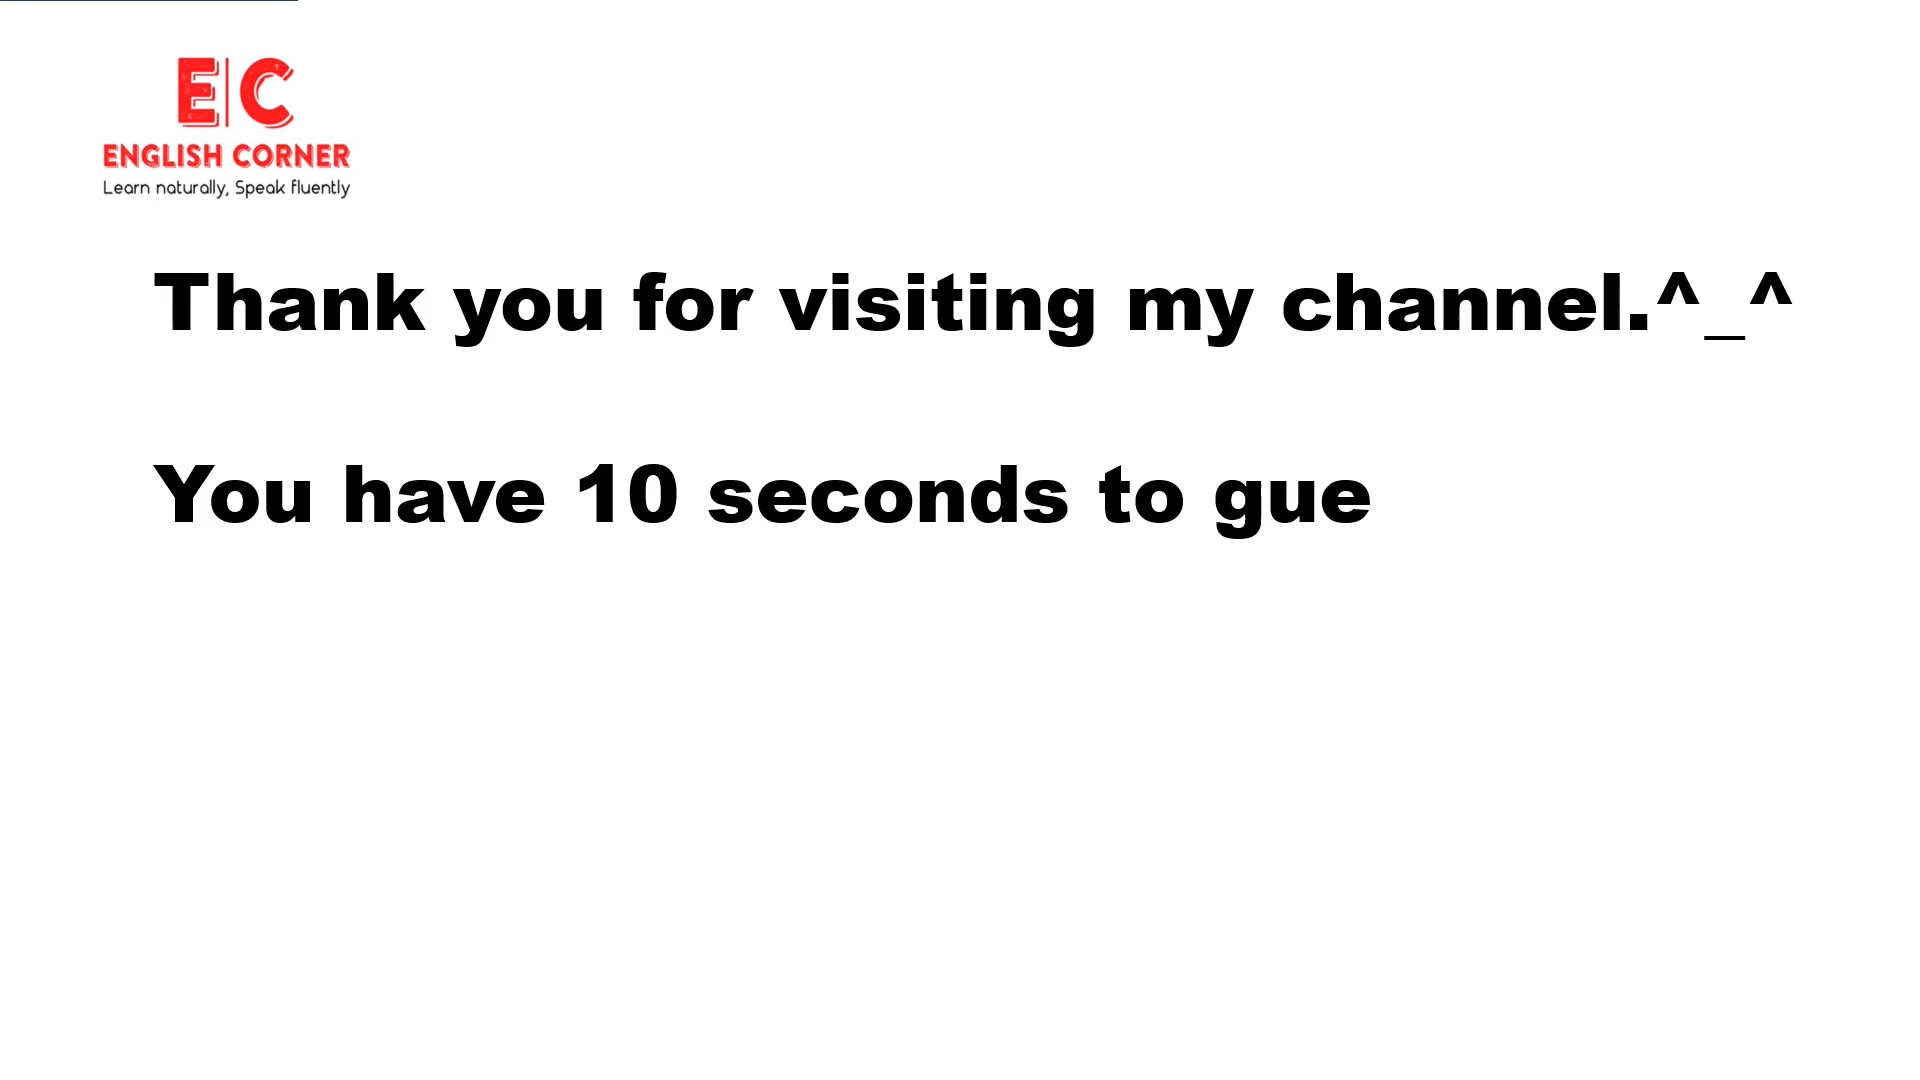 E|C
ENGLISH CORNER
Learn naturally, Speak fluently
Thank you for visiting my channel.^_^
You have 10 seconds to gue